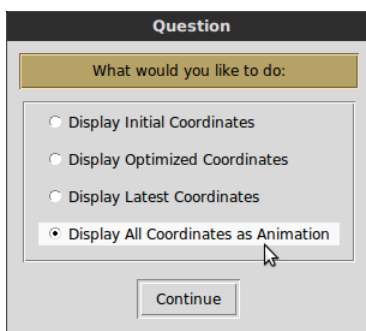 Question
What would you like to do:
Display Initial Coordinates
Display Optimized Coordinates
Display Latest Coordinates
Display All Coordinates as Animation
Continue